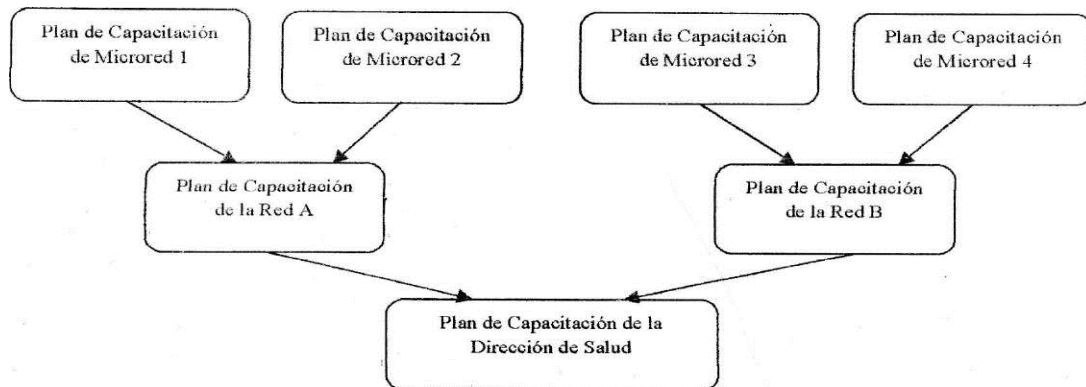 Plan de Capacitación
de Microred 1
Plan de Capacitación
de Microred 2
Plan de Capacitación
de Microred 3
Plan de Capacitación
de Microred 4
Plan de Capacitación
de la Red A
Plan de Capacitación
de la Red B
Plan de Capacitación de la
Dirección de Salud